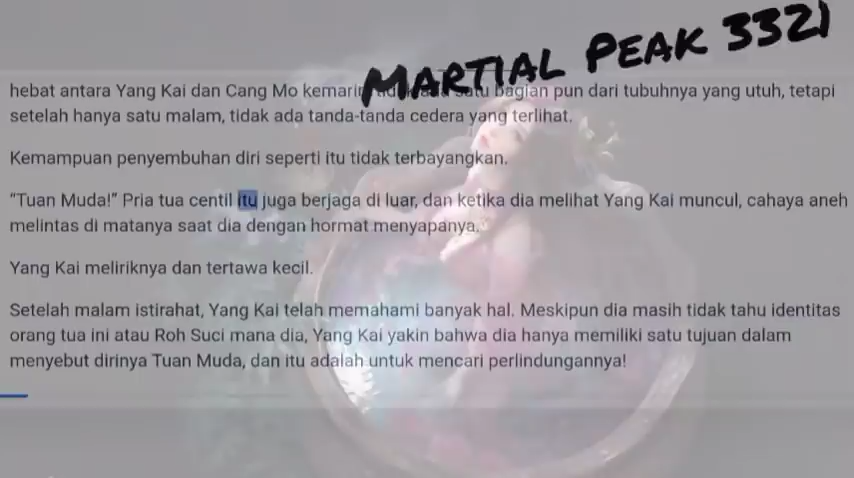 MARTIAL PEAK 3321
hebat antara Yang Kai dan Cang Mo kemarin, tidak ada satu bagian pun dari tubuhnya yang utuh, tetapi
setelah hanya satu malam, tidak ada tanda-tanda cedera yang terlihat.
Kemampuan penyembuhan diri seperti itu tidak terbayangkan.
“Tuan Muda!” Pria tua centil itu juga berjaga di luar, dan ketika dia melihat Yang Kai muncul, cahaya aneh
melintas di matanya saat dia dengan hormat menyapanya.
Yang Kai meliriknya dan tertawa kecil.
Setelah malam istirahat, Yang Kai telah memahami banyak hal. Meskipun dia masih tidak tahu identitas
orang tua ini atau Roh Suci mana dia, Yang Kai yakin bahwa dia hanya memiliki satu tujuan dalam
menyebut dirinya Tuan Muda, dan itu adalah untuk mencari perlindungannya!